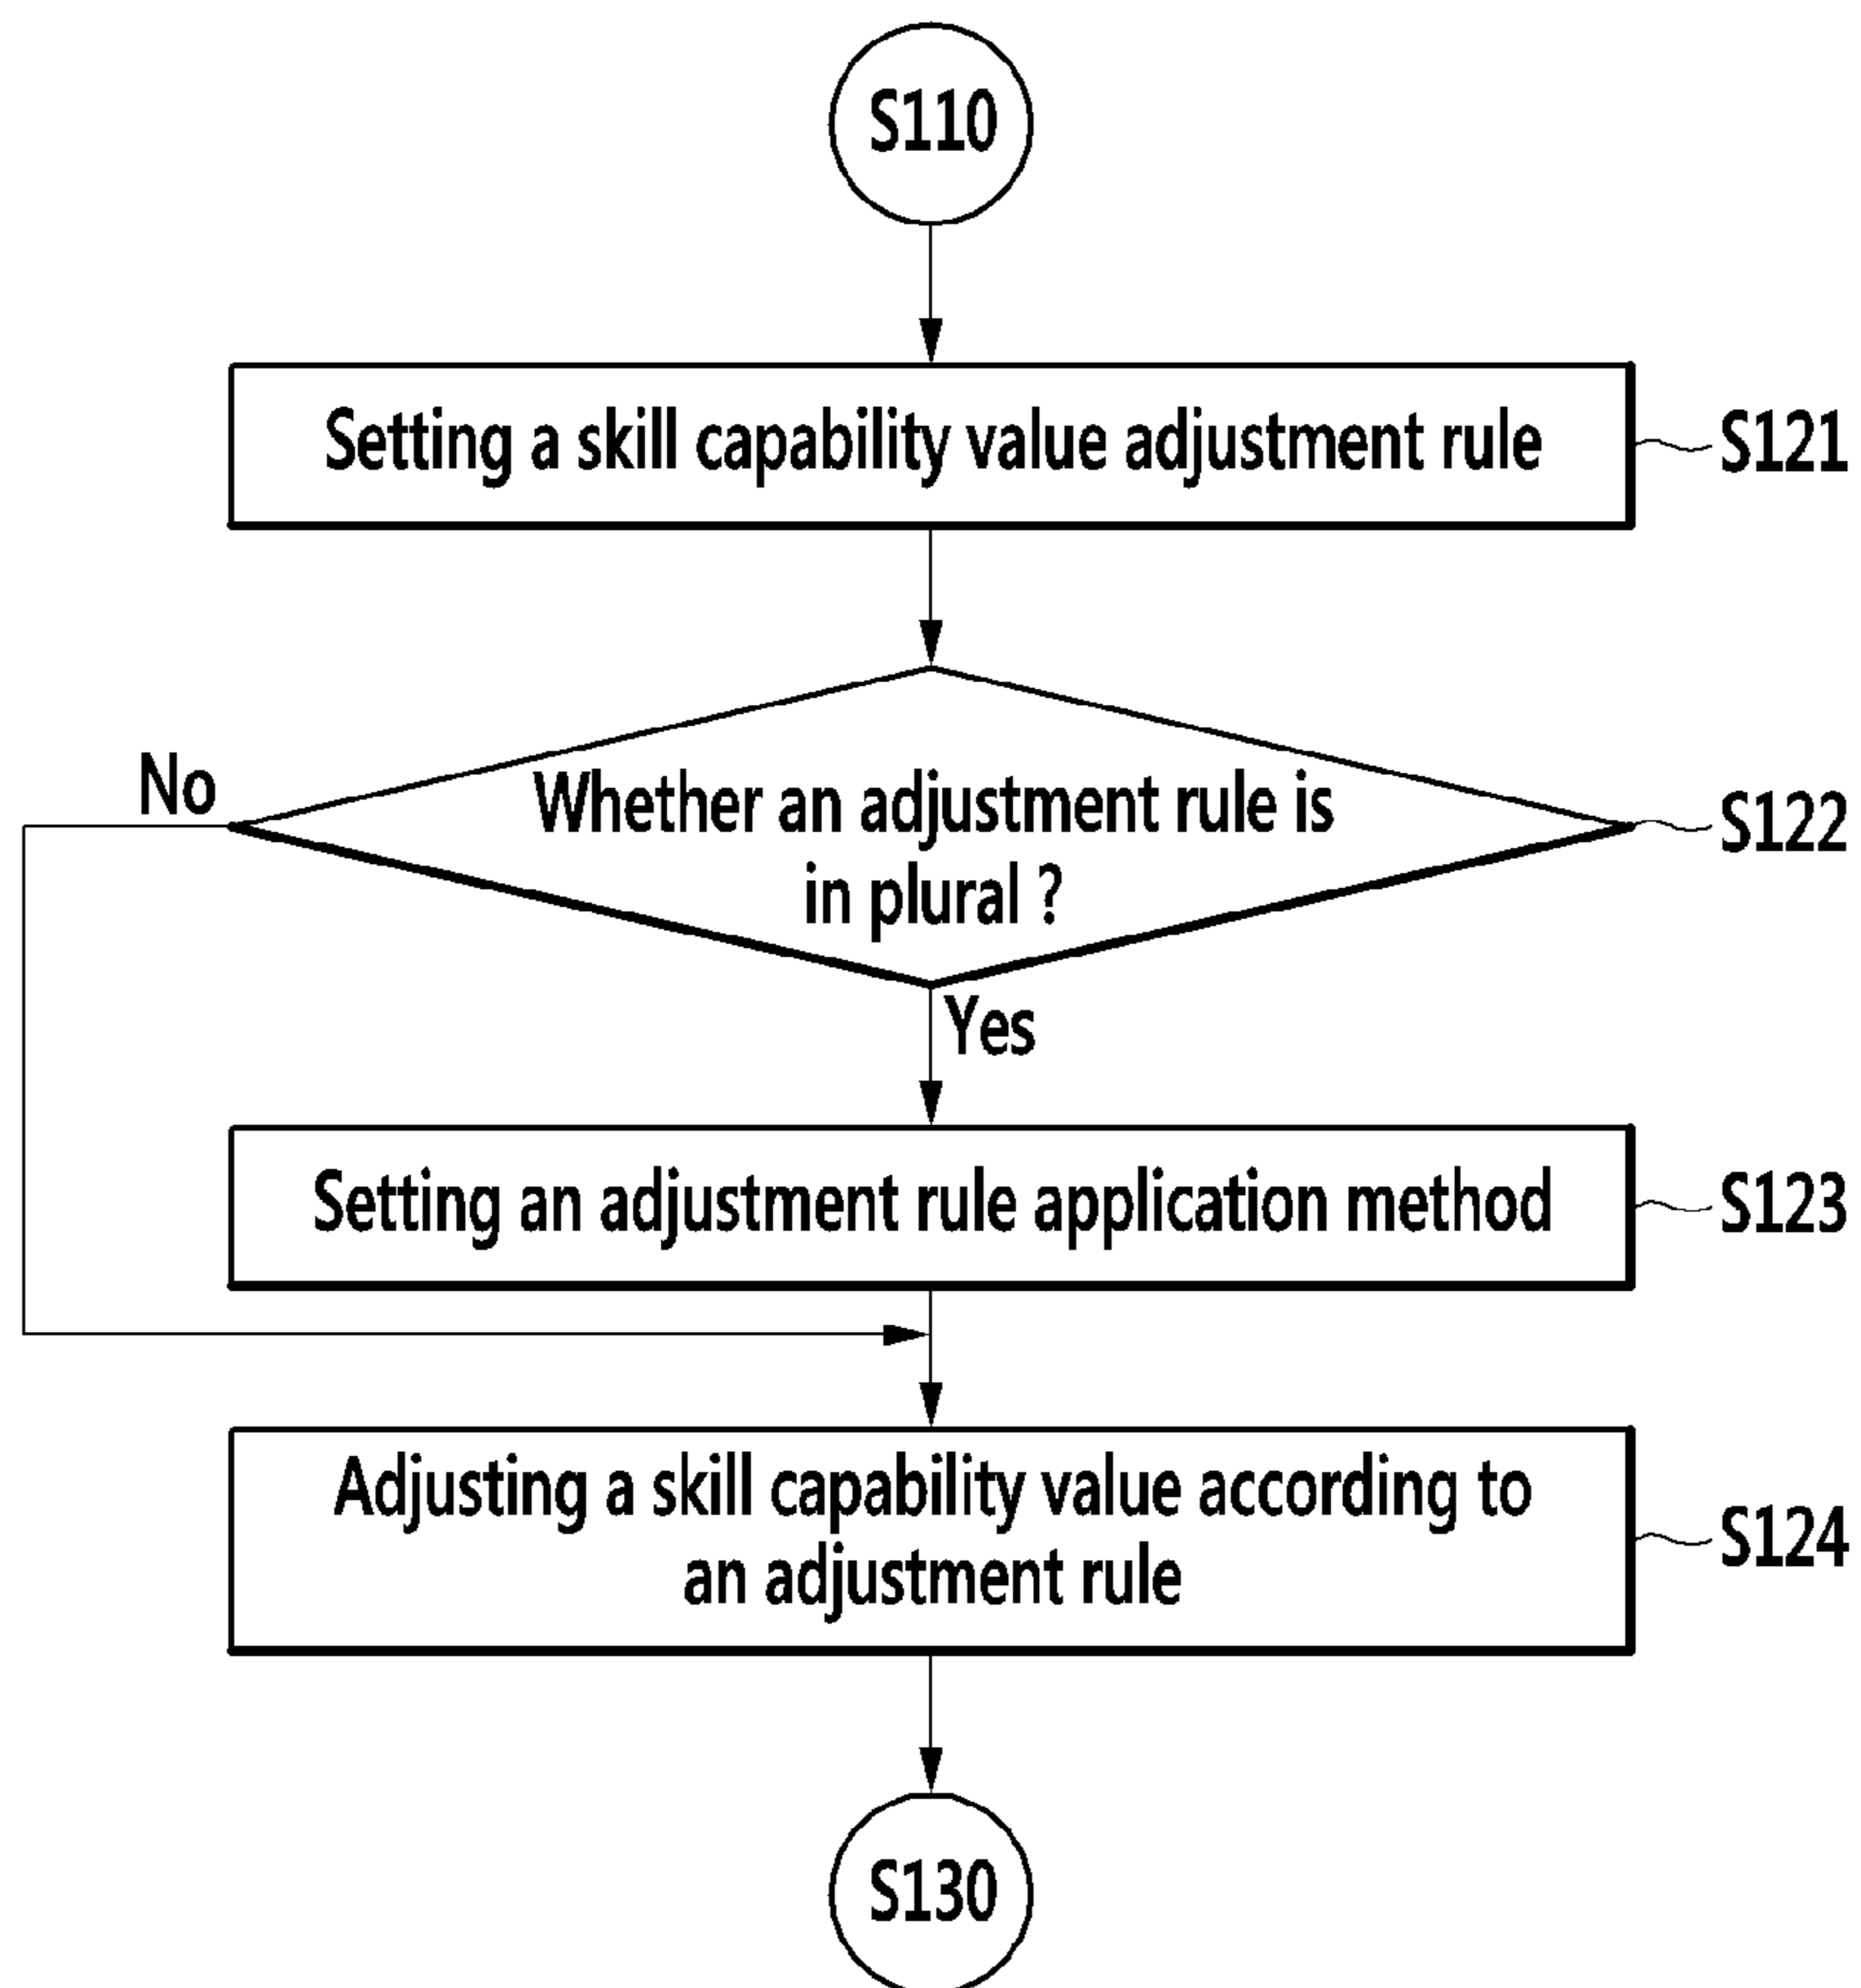 S110
Setting a skill capability value adjustment rule
S121
No
Whether an adjustment rule is
in plural ?
S122
Yes
Setting an adjustment rule application method
S123
Adjusting a skill capability value according to
an adjustment rule
S124
S130